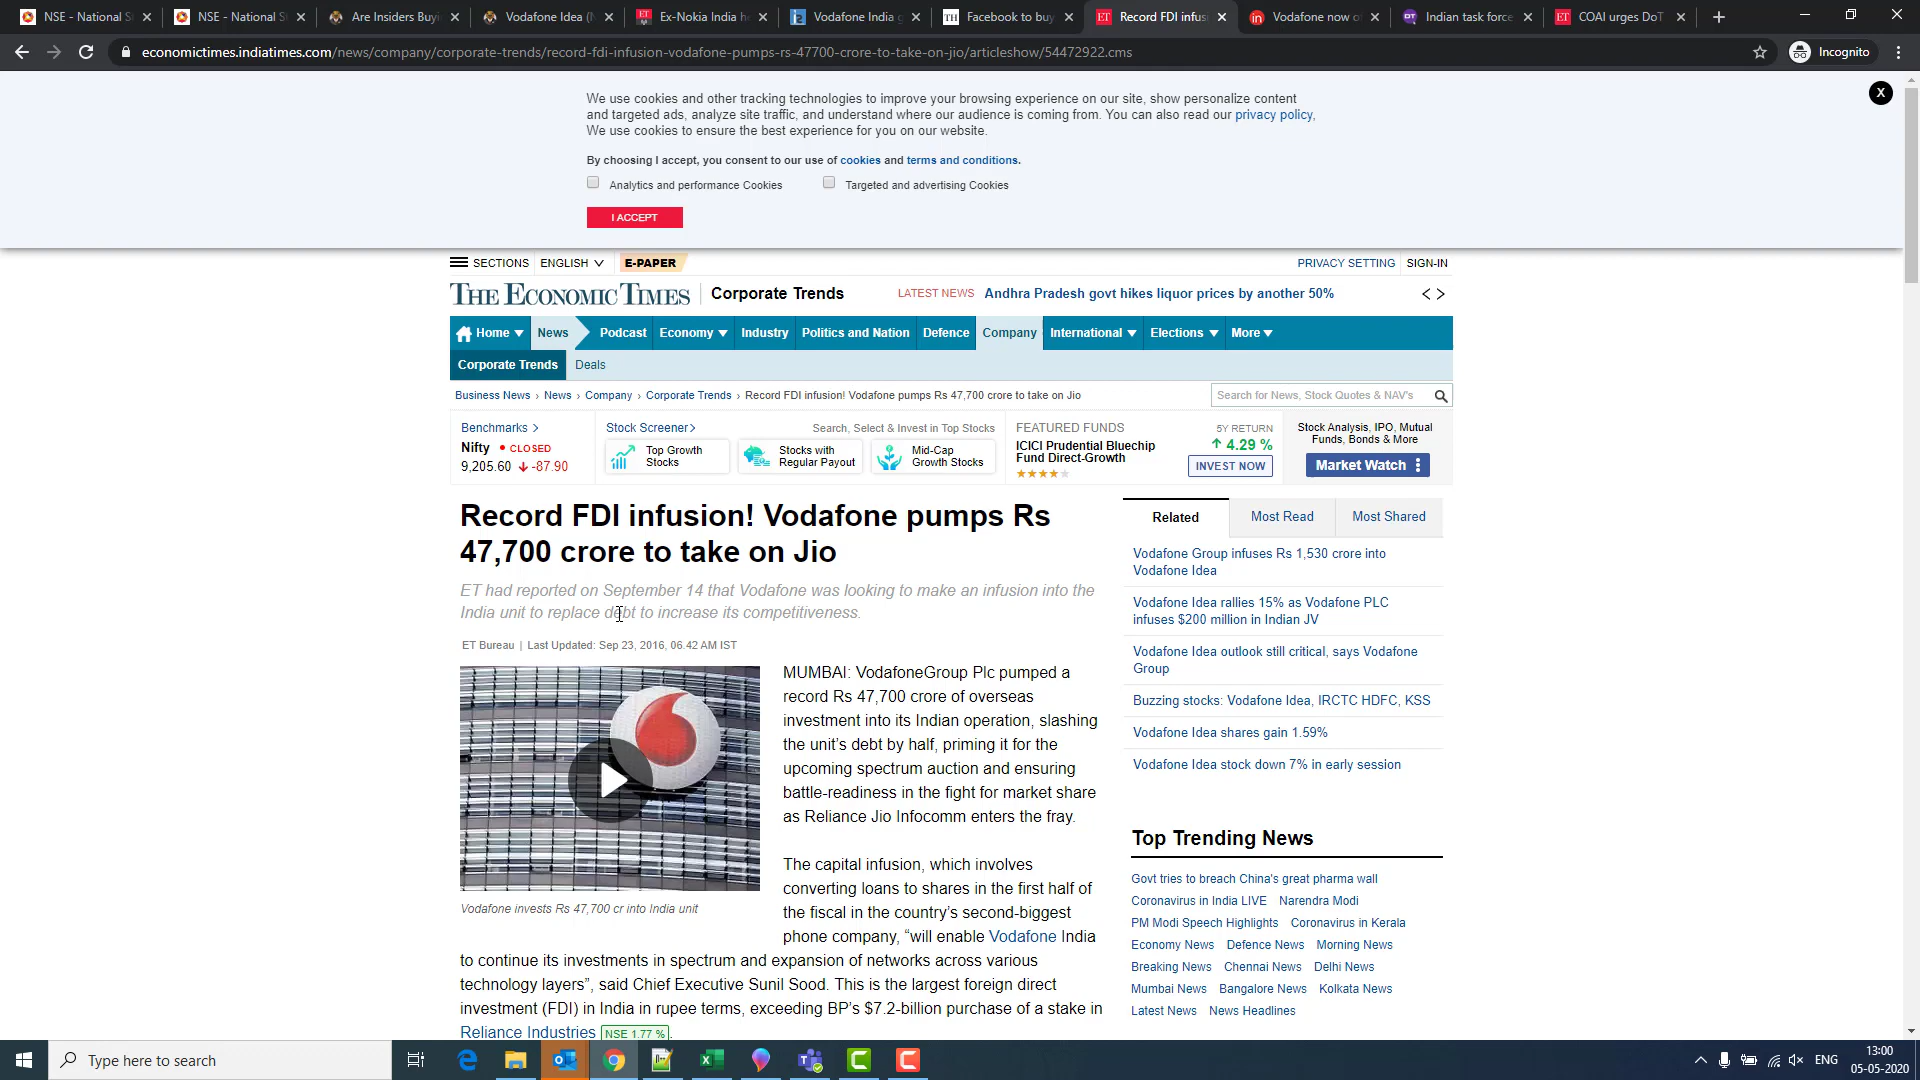 NSE - National S
NSE - National S
Are Insiders Buyi
Vodafone Idea (N
Ex-Nokia India h
Vodafone India g
Facebook to buy
Record FDI infus
Vodafone now o
Indian task force
COAI urges DoT
economictimes.indiatimes.com/news/company/corporate-trends/record-fdi-infusion-vodafone-pumps-rs-47700-crore-to-take-on-jio/articleshow/54472922.cms
Incognito
We use cookies and other tracking technologies to improve your browsing experience on our site, show personalize content
and targeted ads, analyze site traffic, and understand where our audience is coming from. You can also read our privacy policy,
We use cookies to ensure the best experience for you on our website.
X
By choosing I accept, you consent to our use of cookies and terms and conditions.
Analytics and performance Cookies
Targeted and advertising Cookies
I ACCEPT
SECTIONS ENGLISH E-PAPER
PRIVACY SETTING SIGN-IN
THE ECONOMIC TIMES
Corporate Trends
LATEST NEWS Andhra Pradesh govt hikes liquor prices by another 50%
Home News Podcast Economy Industry Politics and Nation Defence Company International Elections More
Corporate Trends Deals
Business News › News › Company › Corporate Trends › Record FDI infusion! Vodafone pumps Rs 47,700 crore to take on Jio
Search for News, Stock Quotes & NAV's
Benchmarks >
Nifty • CLOSED
9,205.60 -87.90
Stock Screener>
Search, Select & Invest in Top Stocks
Top Growth
Stocks
Stocks with
Regular Payout
Mid-Cap
Growth Stocks
FEATURED FUNDS
ICICI Prudential Bluechip
Fund Direct-Growth
5Y RETURN
4.29 %
INVEST NOW
Stock Analysis, IPO, Mutual
Funds, Bonds & More
Market Watch
Record FDI infusion! Vodafone pumps Rs
47,700 crore to take on Jio
ET had reported on September 14 that Vodafone was looking to make an infusion into the
India unit to replace debt to increase its competitiveness.
ET Bureau | Last Updated: Sep 23, 2016, 06.42 AM IST
Vodafone invests Rs 47,700 cr into India unit
MUMBAI: VodafoneGroup Plc pumped a
record Rs 47,700 crore of overseas
investment into its Indian operation, slashing
the unit's debt by half, priming it for the
upcoming spectrum auction and ensuring
battle-readiness in the fight for market share
as Reliance Jio Infocomm enters the fray.
The capital infusion, which involves
converting loans to shares in the first half of
the fiscal in the country's second-biggest
phone company, “will enable Vodafone India
to continue its investments in spectrum and expansion of networks across various
technology layers”, said Chief Executive Sunil Sood. This is the largest foreign direct
investment (FDI) in India in rupee terms, exceeding BP's $7.2-billion purchase of a stake in
Reliance Industries NSE 1.77 % .
Related
Most Read
Most Shared
Vodafone Group infuses Rs 1,530 crore into
Vodafone Idea
Vodafone Idea rallies 15% as Vodafone PLC
infuses $200 million in Indian JV
Vodafone Idea outlook still critical, says Vodafone
Group
Buzzing stocks: Vodafone Idea, IRCTC HDFC, KSS
Vodafone Idea shares gain 1.59%
Vodafone Idea stock down 7% in early session
Top Trending News
Govt tries to breach China's great pharma wall
Coronavirus in India LIVE Narendra Modi
PM Modi Speech Highlights Coronavirus in Kerala
Economy News Defence News Morning News
Breaking News Chennai News Delhi News
Mumbai News Bangalore News Kolkata News
Latest News News Headlines
Type here to search
ENG
13:00
05-05-2020